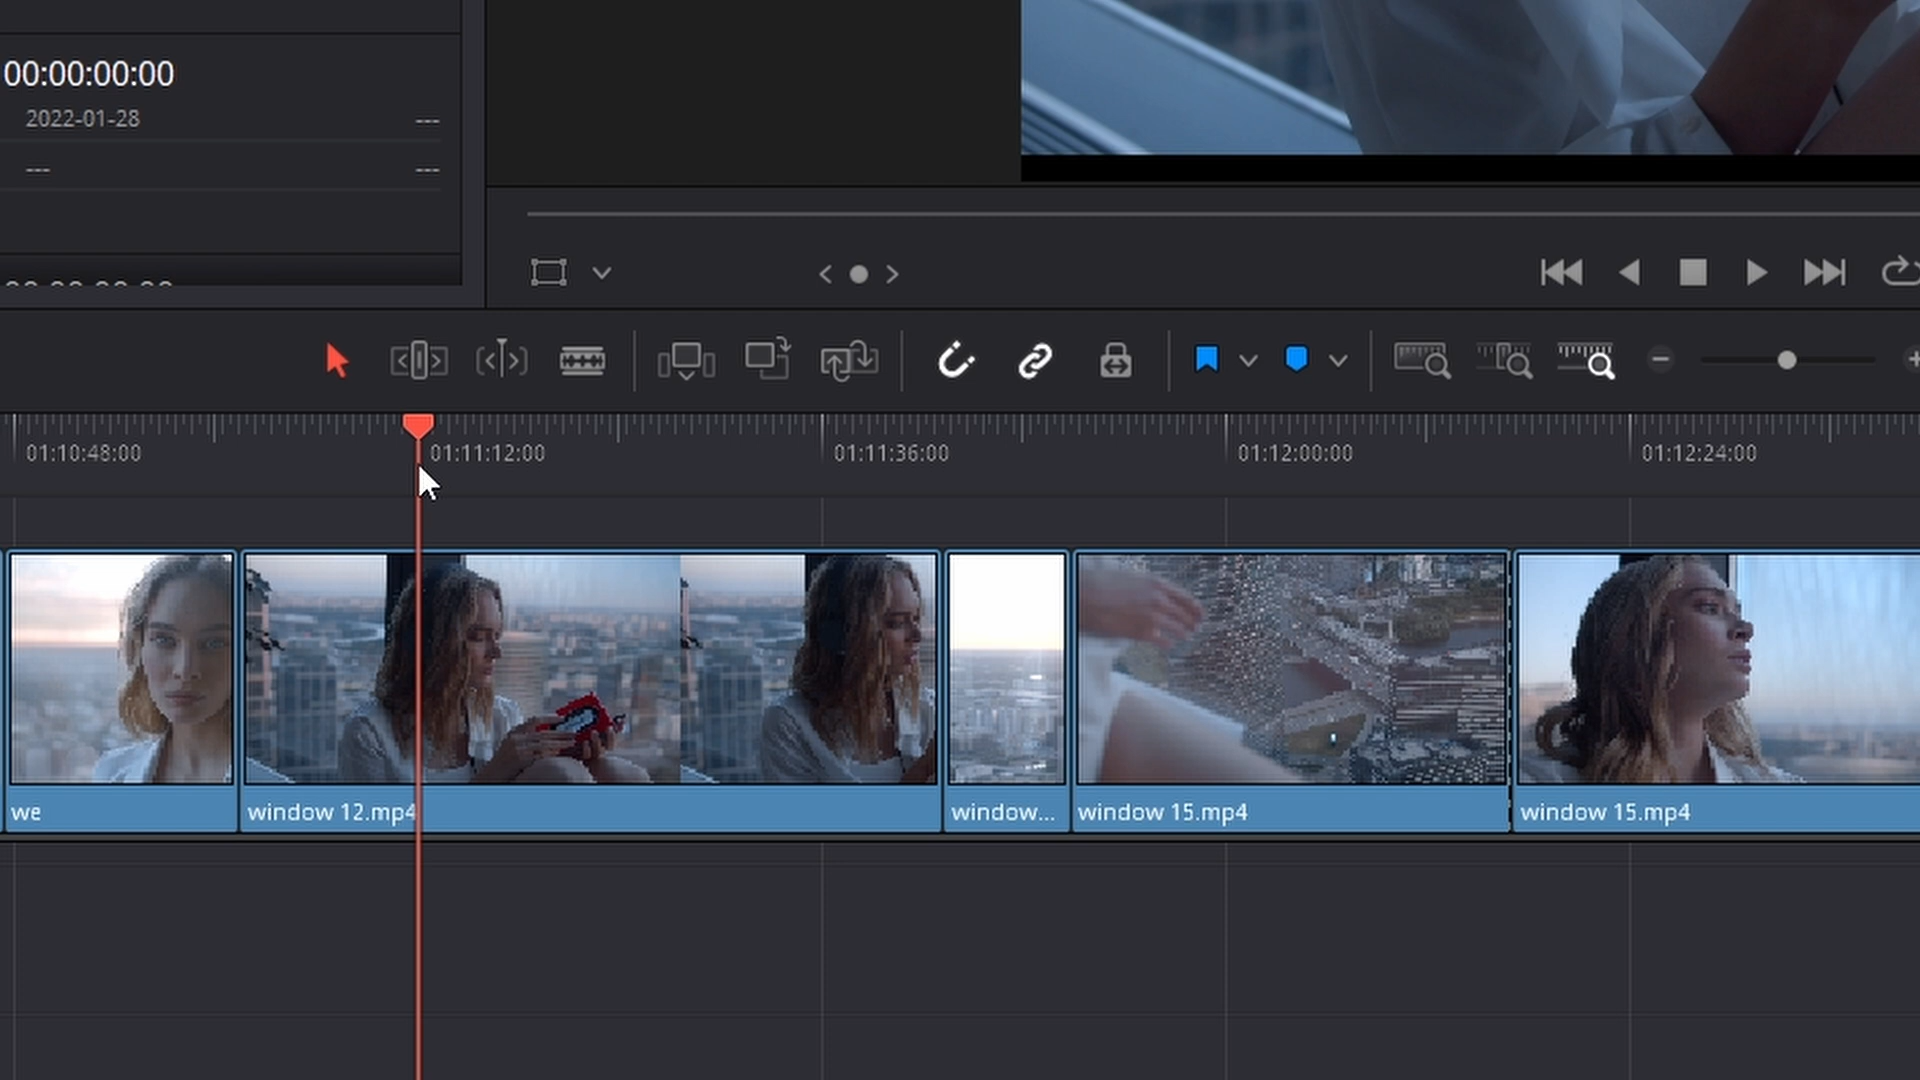 00:00:00:00
2022-01-28 ---
--- ---
01:10:48:00 01:11:12:00 01:11:36:00 01:12:00:00 01:12:24:00
we window 12.mp4 window... window 15.mp4 window 15.mp4